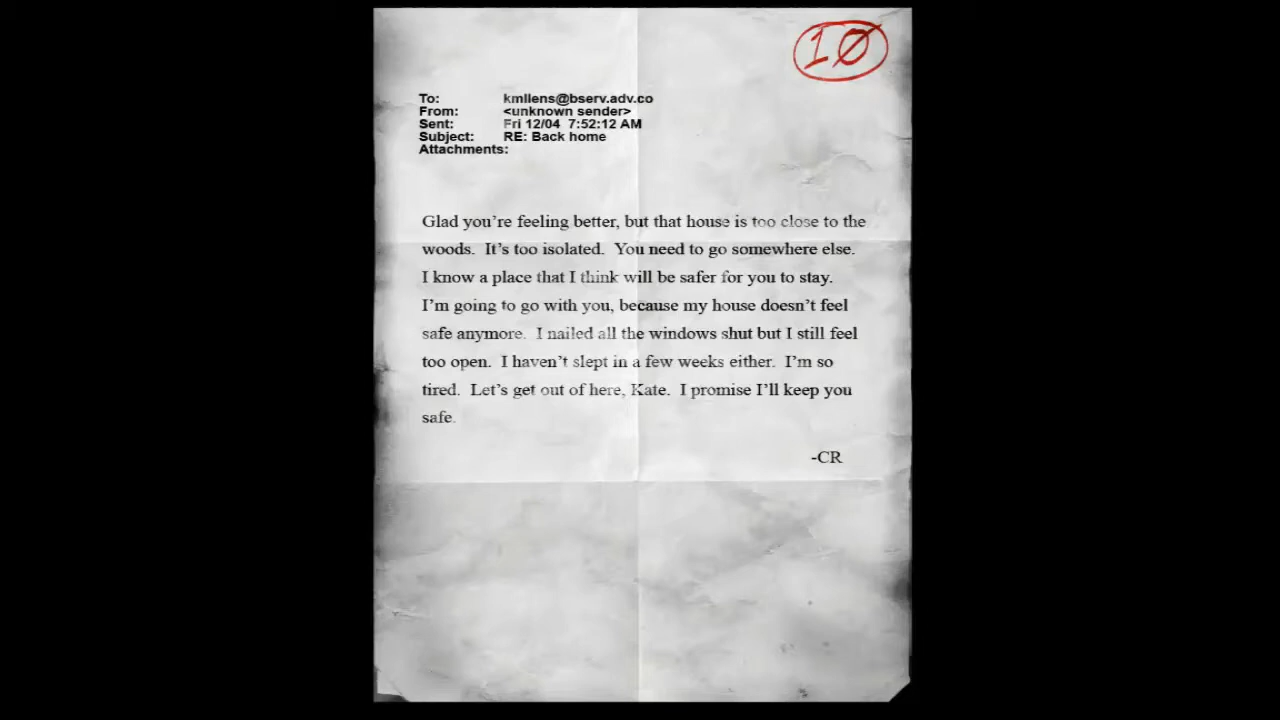 10
To: kmllens@bserv.adv.co
From: <unknown sender>
Sent: Fri 12/04 7:52:12 AM
Subject: RE: Back home
Attachments:
Glad you're feeling better, but that house is too close to the
woods. It's too isolated. You need to go somewhere else.
I know a place that I think will be safer for you to stay.
I'm going to go with you, because my house doesn't feel
safe anymore. I nailed all the windows shut but I still feel
too open. I haven't slept in a few weeks either. I'm so
tired. Let's get out of here, Kate. I promise I'll keep you
safe.
-CR